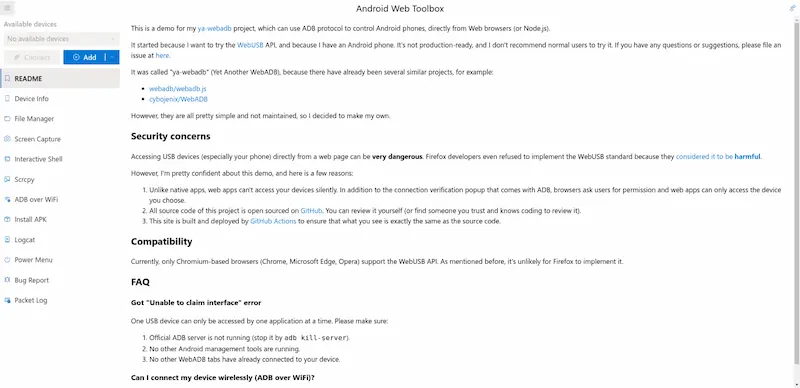 Android Web Toolbox
Available devices
No available devices
Connect
Add
README
Device Info
File Manager
Screen Capture
Interactive Shell
Scrcpy
ADB over WiFi
Install APK
Logcat
Power Menu
Bug Report
Packet Log
This is a demo for my ya-webadb project, which can use ADB protocol to control Android phones, directly from Web browsers (or Node.js).
It started because I want to try the WebUSB API, and because I have an Android phone. It's not production-ready, and I don't recommend normal users to try it. If you have any questions or suggestions, please file an
issue at here.
It was called "ya-webadb" (Yet Another WebADB), because there have already been several similar projects, for example:
• webadb/webadb.js
• cybojenix/WebADB
However, they are all pretty simple and not maintained, so I decided to make my own.
Security concerns
Accessing USB devices (especially your phone) directly from a web page can be very dangerous. Firefox developers even refused to implement the WebUSB standard because they considered it to be harmful.
However, I'm pretty confident about this demo, and here is a few reasons:
1. Unlike native apps, web apps can't access your devices silently. In addition to the connection verification popup that comes with ADB, browsers ask users for permission and web apps can only access the device
you choose.
2. All source code of this project is open sourced on GitHub. You can review it yourself (or find someone you trust and knows coding to review it).
3. This site is built and deployed by GitHub Actions to ensure that what you see is exactly the same as the source code.
Compatibility
Currently, only Chromium-based browsers (Chrome, Microsoft Edge, Opera) support the WebUSB API. As mentioned before, it's unlikely for Firefox to implement it.
FAQ
Got "Unable to claim interface" error
One USB device can only be accessed by one application at a time. Please make sure:
1. Official ADB server is not running (stop it by adb kill-server).
2. No other Android management tools are running.
3. No other WebADB tabs have already connected to your device.
Can I connect my device wirelessly (ADB over WiFi)?